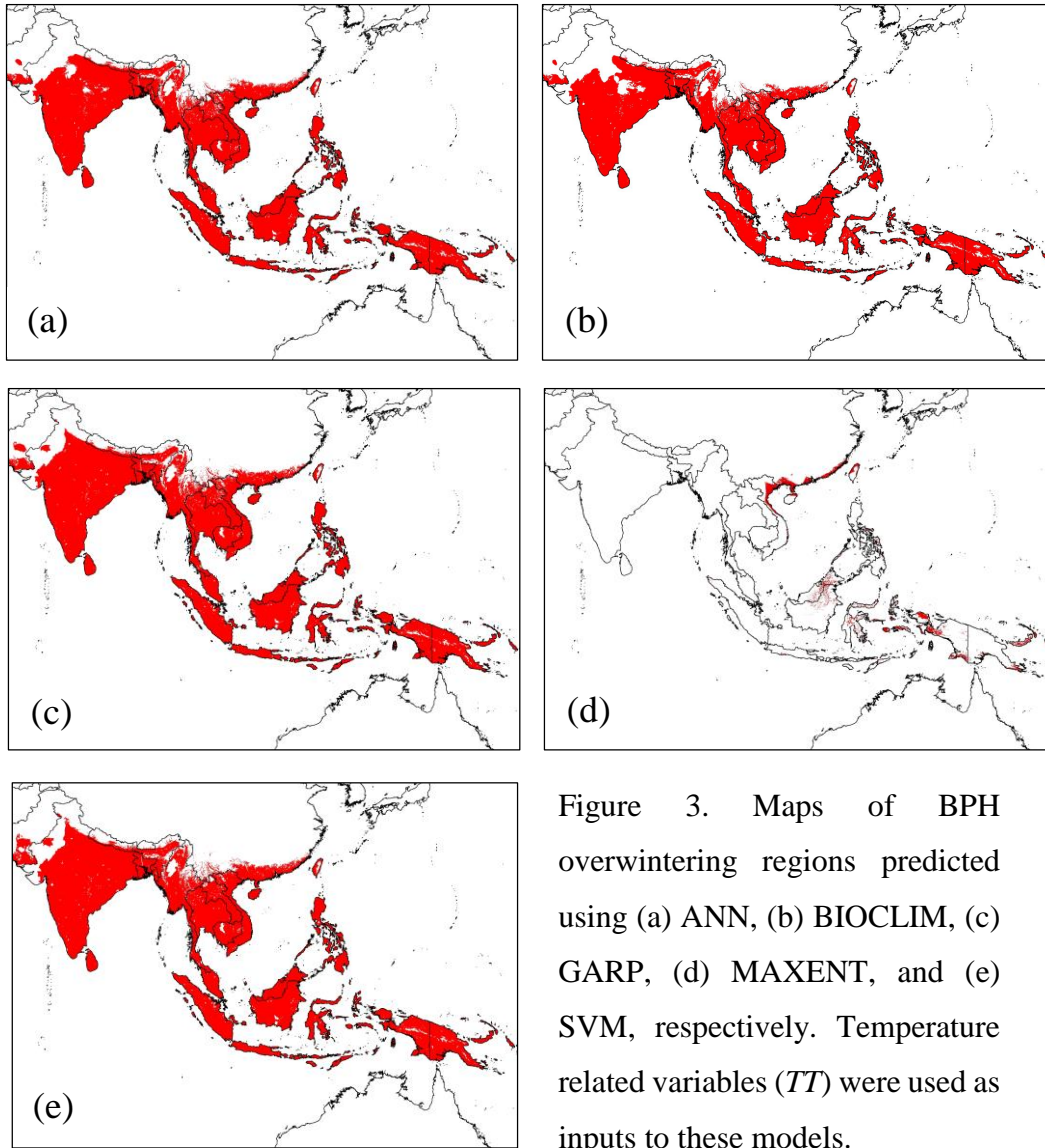 (a)
(b)
(c)
(d)
(e)
Figure 3. Maps of BPH
overwintering regions predicted
using (a) ANN, (b) BIOCLIM, (c)
GARP, (d) MAXENT, and (e)
SVM, respectively. Temperature
related variables (TT) were used as
inputs to these models.